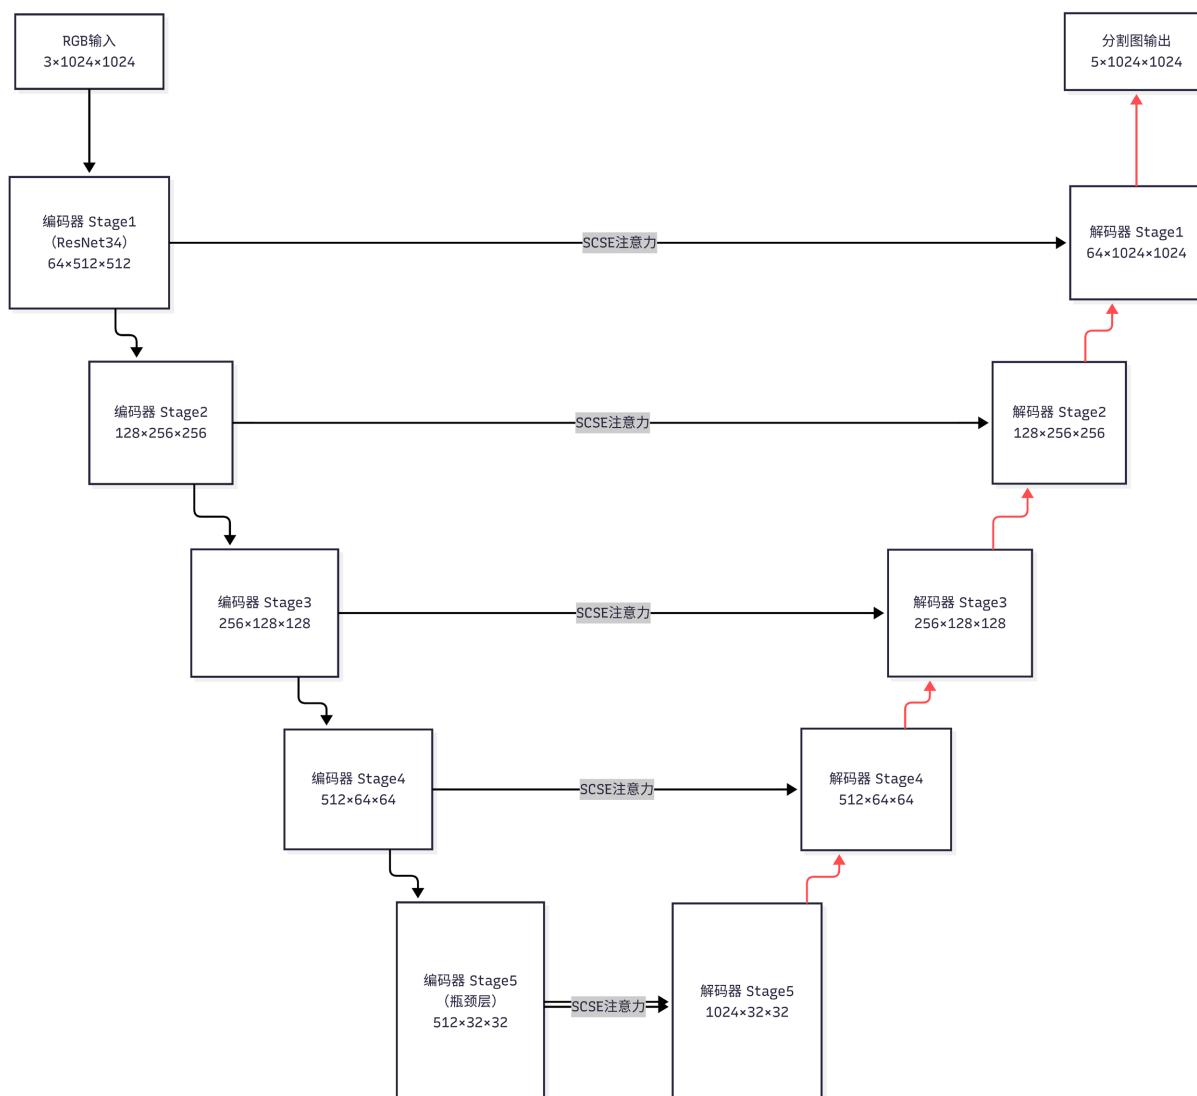 RGB输入
3×1024×1024
分割图输出
5×1024×1024
编码器 Stage1
（ResNet34）
64×512×512
SCSE注意力
解码器 Stage1
64×1024×1024
编码器 Stage2
128×256×256
SCSE注意力
解码器 Stage2
128×256×256
编码器 Stage3
256×128×128
SCSE注意力
解码器 Stage3
256×128×128
编码器 Stage4
512×64×64
SCSE注意力
解码器 Stage4
512×64×64
编码器 Stage5
（瓶颈层）
512×32×32
SCSE注意力
解码器 Stage5
1024×32×32